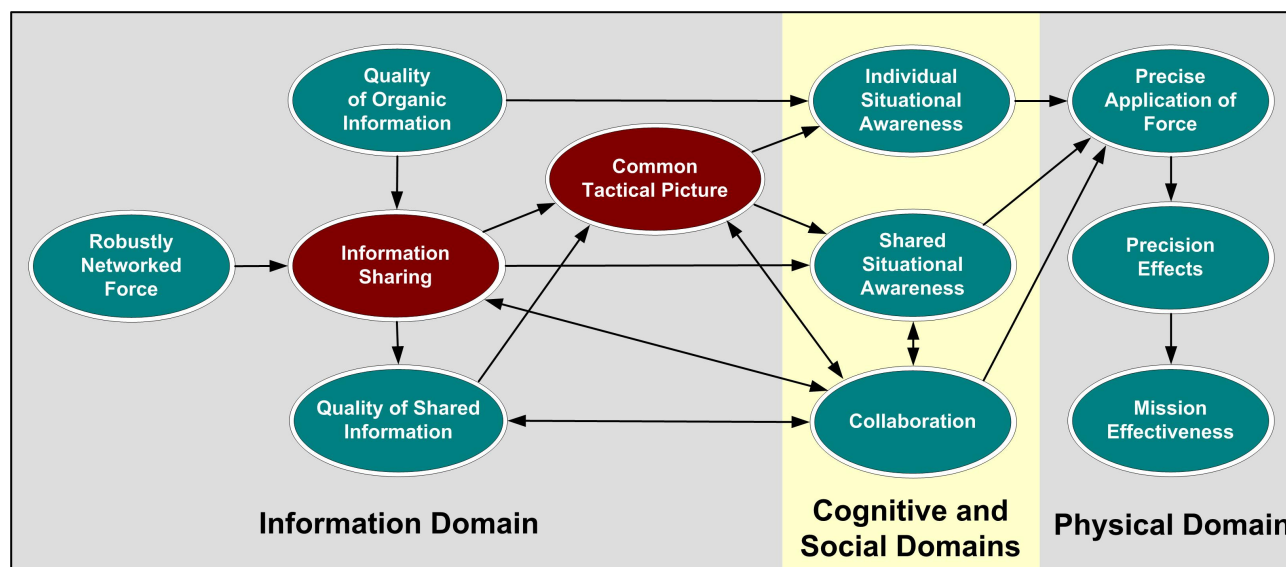 Quality
of Organic
Information
Individual
Situational
Awareness
Precise
Application of
Force
Common
Tactical Picture
Robustly
Networked
Force
Information
Sharing
Shared
Situational
Awareness
Precision
Effects
Quality of Shared
Information
Collaboration
Mission
Effectiveness
Information Domain
Cognitive and
Social Domains
Physical Domain